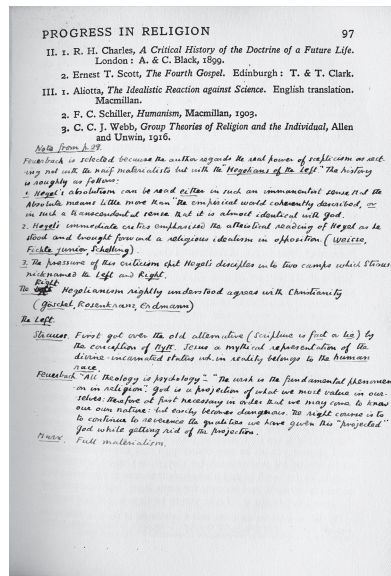 PROGRESS IN RELIGION 97
II. 1. R. H. Charles, A Critical History of the Doctrine of a Future Life.
London: A. & C. Black, 1899.
2. Ernest T. Scott, The Fourth Gospel. Edinburgh: T. & T. Clark.
III. 1. Aliotta, The Idealistic Reaction against Science. English translation.
Macmillan.
2. F. C. Schiller, Humanism, Macmillan, 1903.
3. C. C. J. Webb, Group Theories of Religion and the Individual, Allen
and Unwin, 1916.
Note from p. 29.
Feuerbach is selected because the author regards the real power of scepticism as rest-
ing not with the naif materialists but with the "Hegelians of the Left". The history
is roughly as follows:
1. Hegel's absolutism can be read either in such an immanental sense that the
Absolute means little more than "the empirical world coherently described, or
in such a transcendental sense that it is almost identical with God.
2. Hegel's immediate critics emphasised the atheistical reading of Hegel as he
stood and brought forward a religious idealism in opposition. (Weisse,
Fichte junior, Schelling)
3. The pressure of this criticism split Hegel's disciples into two camps which Strauss
nicknamed the Left and Right.
The Right Hegelianism rightly understood agrees with Christianity
(Göschel, Rosenkranz, Erdmann)
The Left.
Strauss. First got over the old alternative (Scripture is fact or lie) by
the conception of Myth. Jesus a mythical representation of the
divine-incarnated status wh. in reality belongs to the human
race.
Feuerbach "All Theology is psychology" - "The wish is the fundamental phenomen-
on in religion". God is a projection of what we most value in our-
selves: therefore at first necessary in order that we may come to know
our own nature: but easily becomes dangerous. The right course is to
to continue to reverence the qualities we have given this "projected"
God while getting rid of the projection.
Marx. Full materialism.